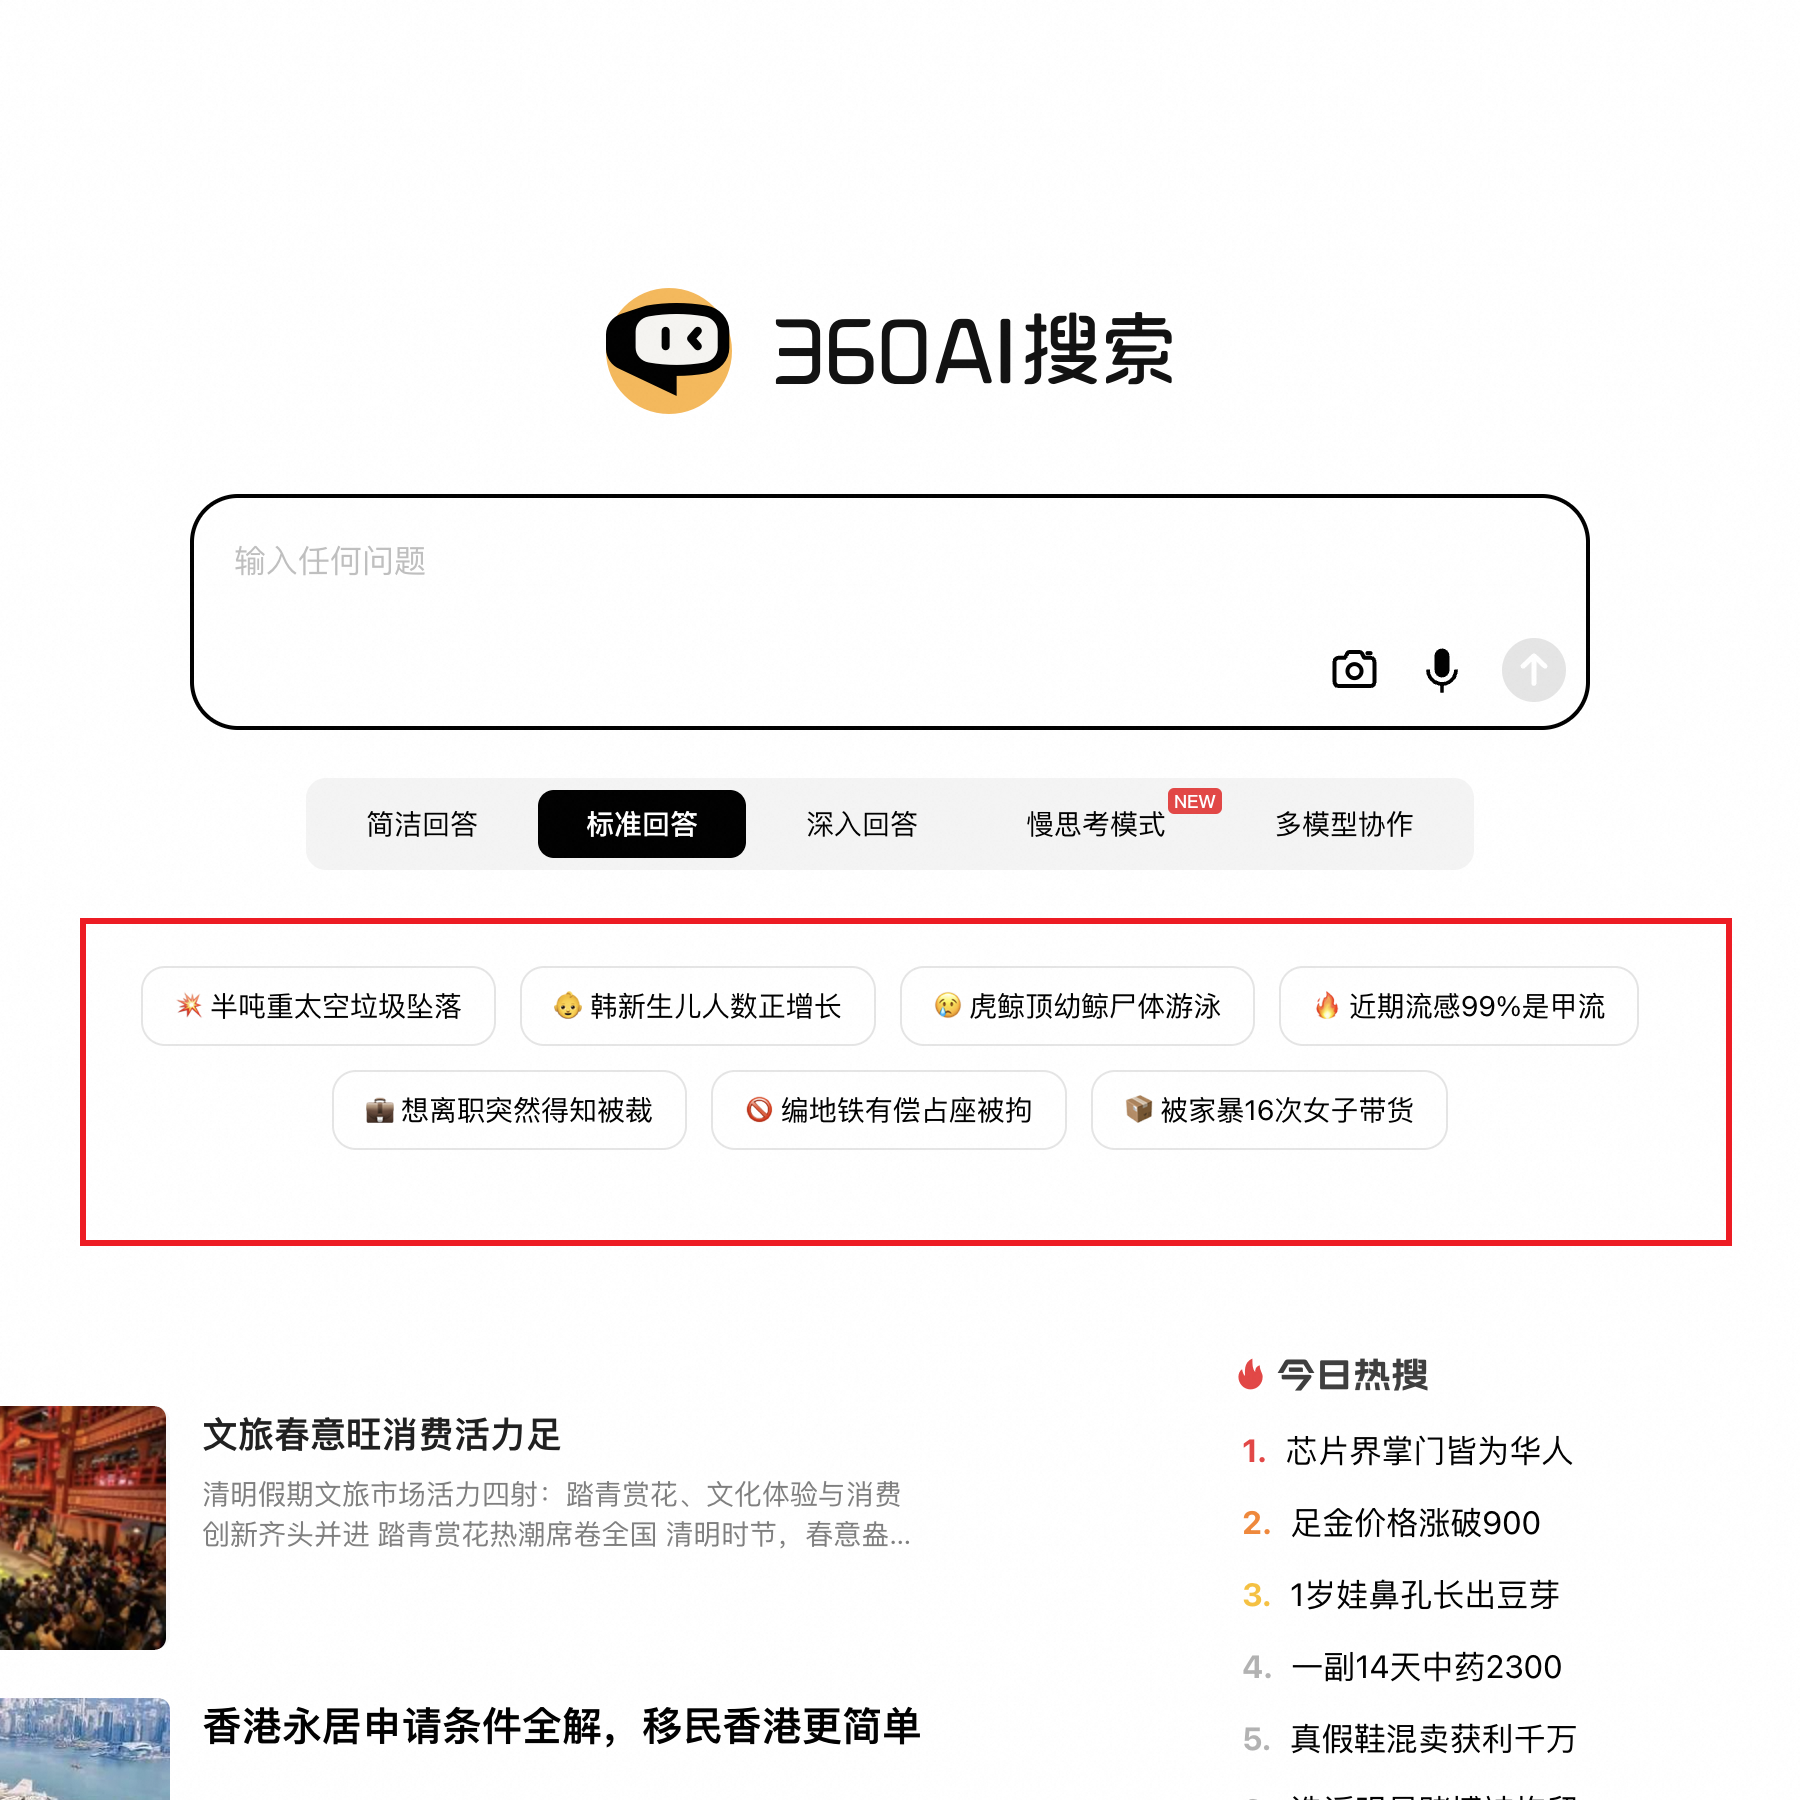 360AI搜索
输入任何问题
简洁回答
标准回答
深入回答
慢思考模式
NEW
多模型协作
半吨重太空垃圾坠落
韩新生儿人数正增长
虎鲸顶幼鲸尸体游泳
近期流感99%是甲流
想离职突然得知被裁
编地铁有偿占座被拘
被家暴16次女子带货
文旅春意旺消费活力足
清明假期文旅市场活力四射：踏青赏花、文化体验与消费
创新齐头并进 踏青赏花热潮席卷全国 清明时节，春意盎...
香港永居申请条件全解，移民香港更简单
今日热搜
1. 芯片界掌门皆为华人
2. 足金价格涨破900
3. 1岁娃鼻孔长出豆芽
4. 一副14天中药2300
5. 真假鞋混卖获利千万